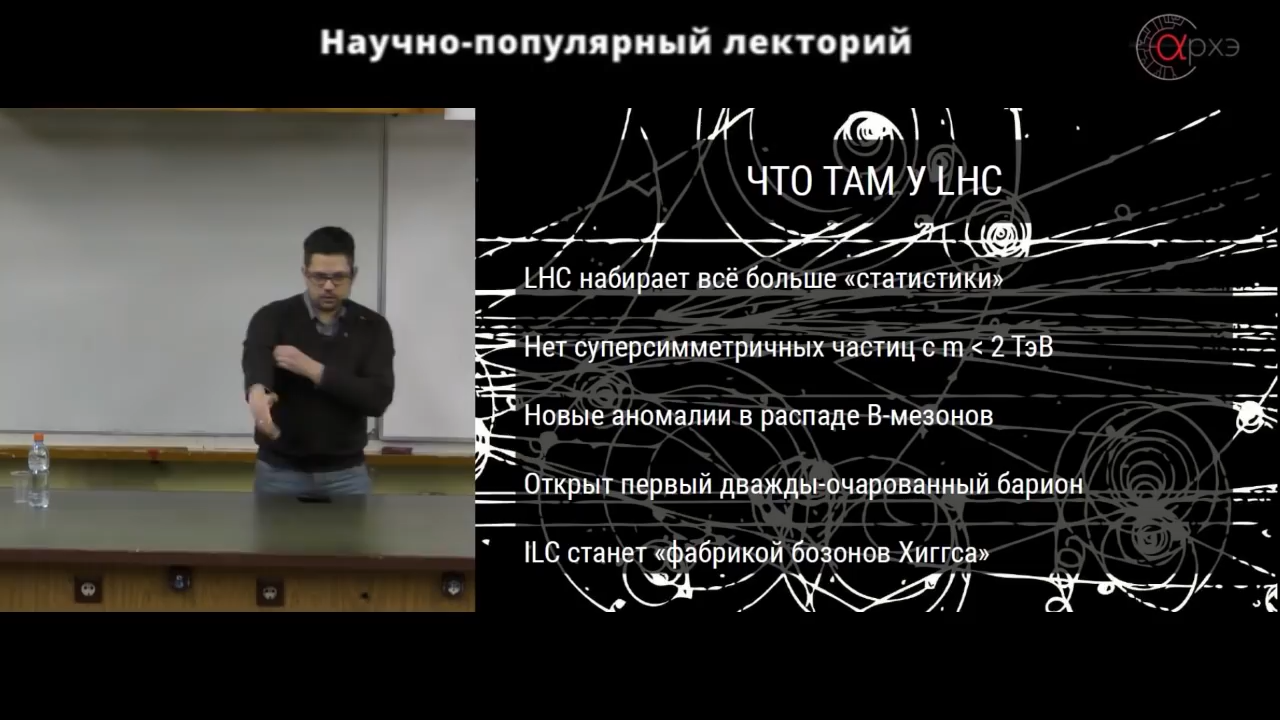 Научно-популярный лекторий
αрхэ
ЧТО ТАМ У LHC
LHC набирает всё больше «статистики»
Нет суперсимметричных частиц с m < 2 ТэВ
Новые аномалии в распаде B-мезонов
Открыт первый дважды-очарованный барион
ILC станет «фабрикой бозонов Хиггса»